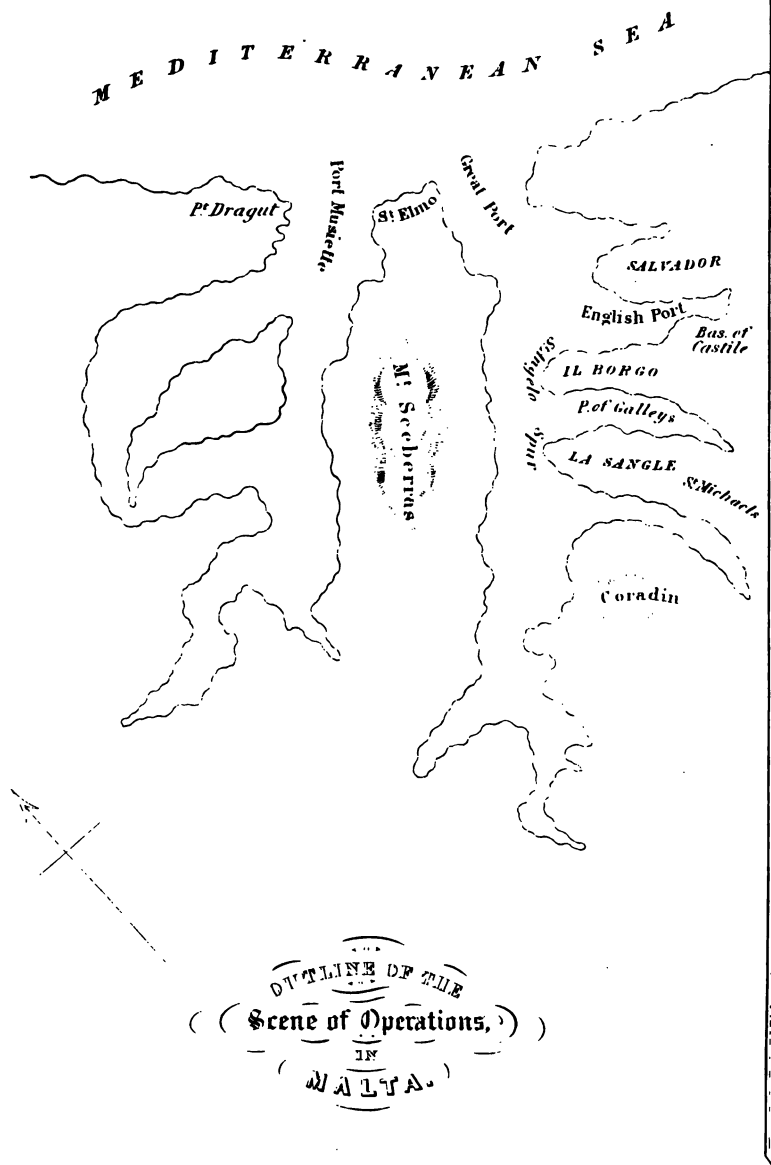 MEDITERRANEAN SEA
Port Musiette
Great Port
Pt. Dragut
St. Elmo
SALVADOR
English Port
Bas. of
Castile
St. Angelo
IL BORGO
Mt. Sceberras
P. of Galleys
Spur
LA SANGLE
St. Michaels
Coradin
OUTLINE OF THE
Scene of Operations,
IN
MALTA.